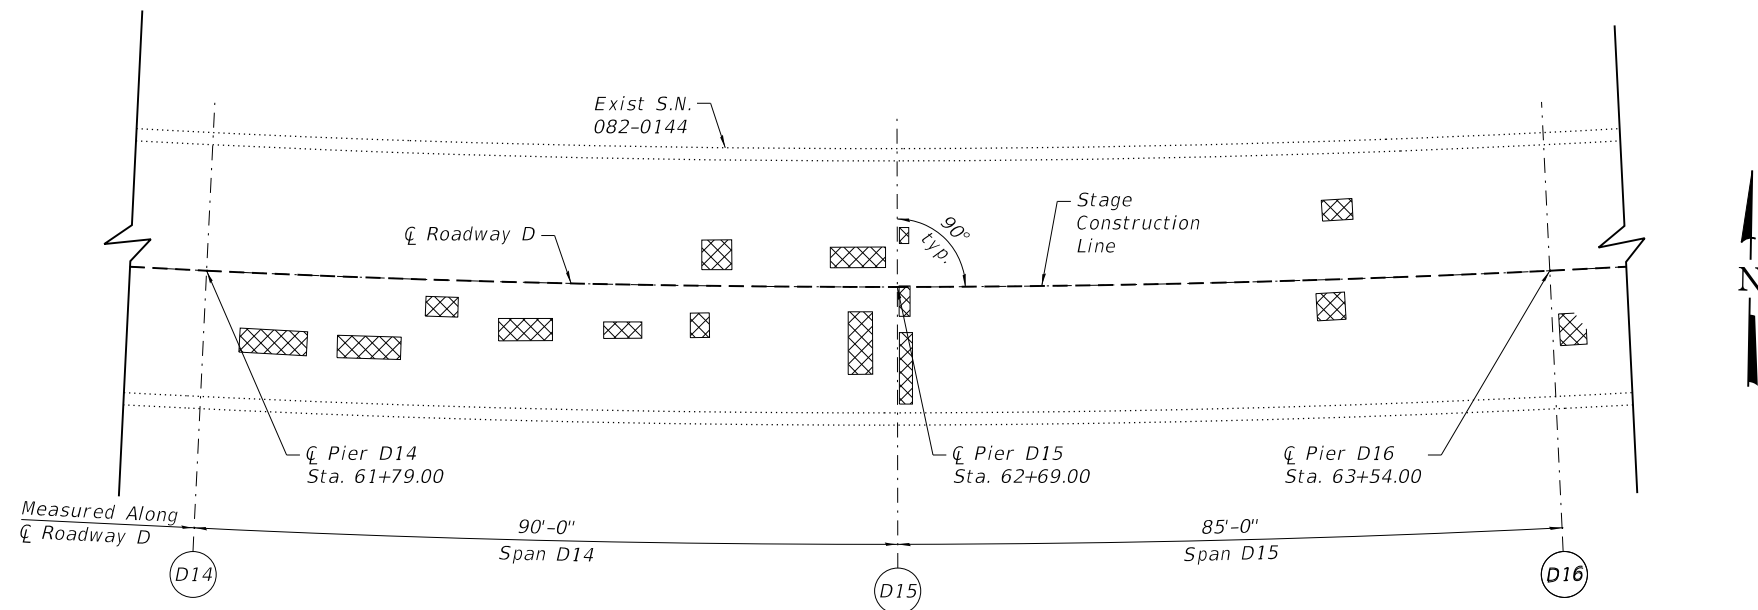 Exist S.N.
082-0144
℄ Roadway D
90°
typ.
Stage
Construction
Line
N
℄ Pier D14
Sta. 61+79.00
℄ Pier D15
Sta. 62+69.00
℄ Pier D16
Sta. 63+54.00
Measured Along
℄ Roadway D
90'-0"
Span D14
85'-0"
Span D15
D14
D15
D16